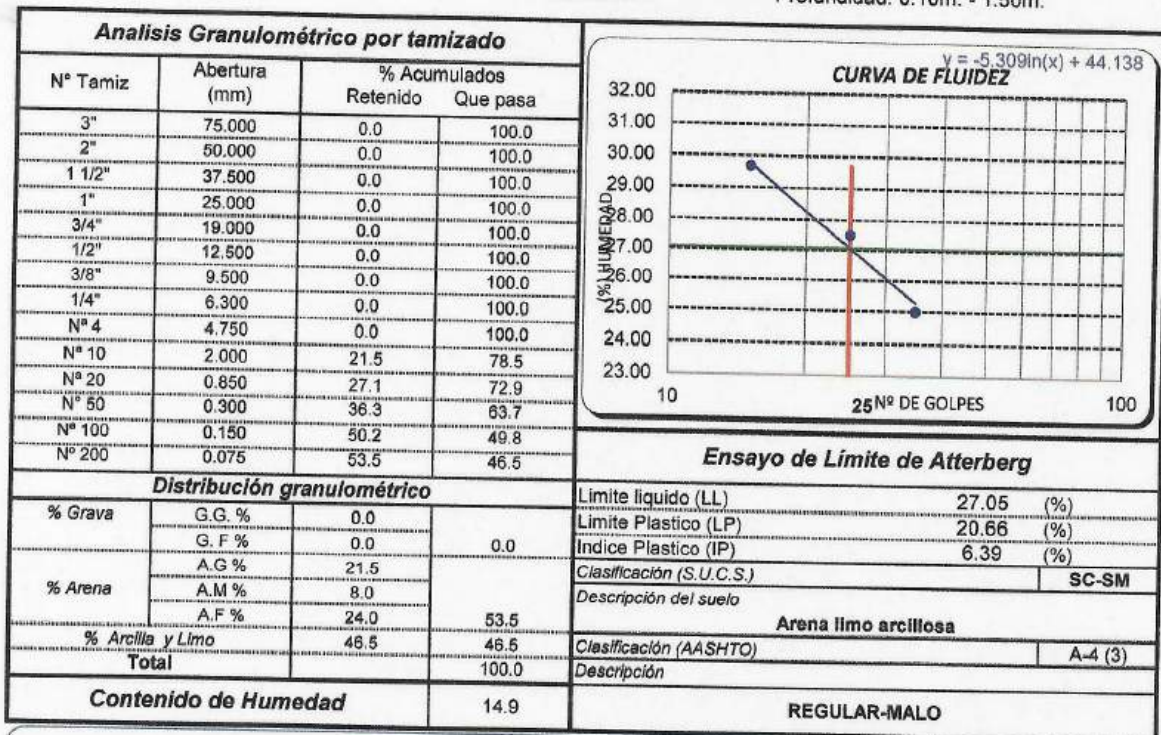 Profundidad: 0.10m. - 1.50m.
Analisis Granulométrico por tamizado
N° Tamiz Abertura (mm) % Acumulados
Retenido Que pasa
3" 75.000 0.0 100.0
2" 50.000 0.0 100.0
1 1/2" 37.500 0.0 100.0
1" 25.000 0.0 100.0
3/4" 19.000 0.0 100.0
1/2" 12.500 0.0 100.0
3/8" 9.500 0.0 100.0
1/4" 6.300 0.0 100.0
Nª 4 4.750 0.0 100.0
Nª 10 2.000 21.5 78.5
Nª 20 0.850 27.1 72.9
N° 50 0.300 36.3 63.7
Nª 100 0.150 50.2 49.8
Nº 200 0.075 53.5 46.5
Distribución granulométrico
% Grava G.G. % 0.0
G. F % 0.0 0.0
% Arena A.G % 21.5
A.M % 8.0
A.F % 24.0 53.5
% Arcilla y Limo 46.5 46.5
Total 100.0
Contenido de Humedad 14.9
y = -5.309ln(x) + 44.138
CURVA DE FLUIDEZ
32.00
31.00
30.00
29.00
28.00
27.00
26.00
25.00
24.00
23.00
(%) HUMEDAD
10 25 Nº DE GOLPES 100
Ensayo de Límite de Atterberg
Limite liquido (LL) 27.05 (%)
Limite Plastico (LP) 20.66 (%)
Indice Plastico (IP) 6.39 (%)
Clasificación (S.U.C.S.) SC-SM
Descripción del suelo
Arena limo arcillosa
Clasificación (AASHTO) A-4 (3)
Descripción
REGULAR-MALO